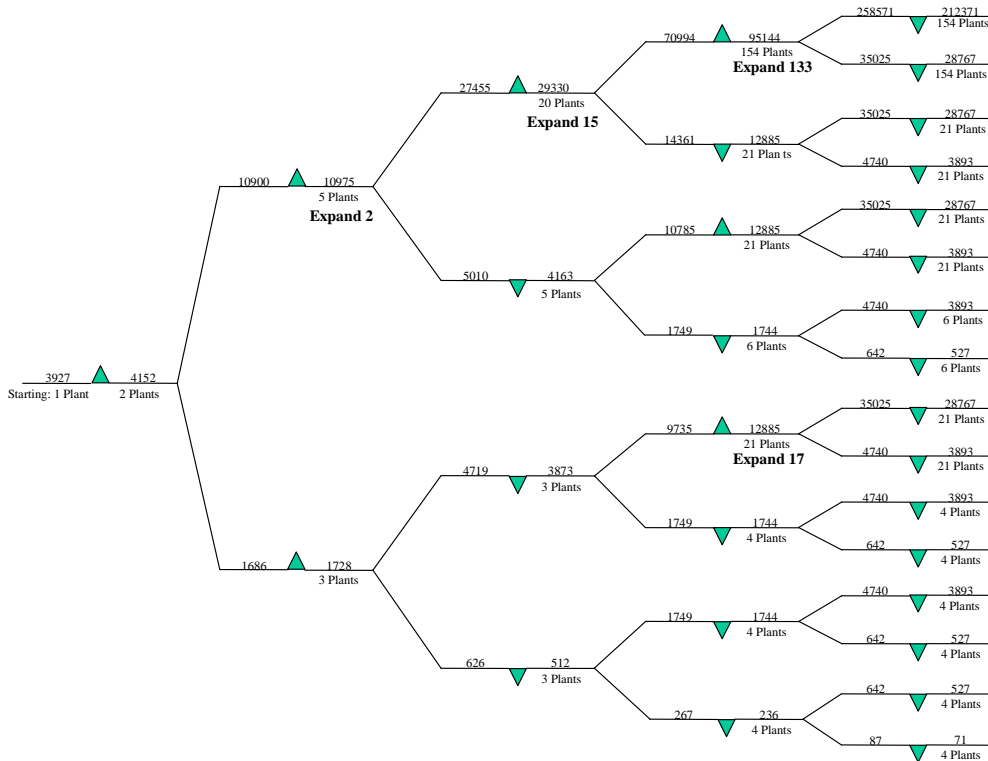 258571 212371
154 Plants
70994 95144
154 Plants
Expand 133
35025 28767
154 Plants
27455 29330
20 Plants
Expand 15
35025 28767
21 Plants
14361 12885
21 Plan ts
4740 3893
21 Plants
10900 10975
5 Plants
Expand 2
35025 28767
21 Plants
10785 12885
21 Plants
4740 3893
21 Plants
5010 4163
5 Plants
4740 3893
6 Plants
1749 1744
6 Plants
642 527
6 Plants
3927 4152
Starting: 1 Plant 2 Plants
35025 28767
21 Plants
9735 12885
21 Plants
Expand 17
4740 3893
21 Plants
4719 3873
3 Plants
4740 3893
4 Plants
1749 1744
4 Plants
642 527
4 Plants
1686 1728
3 Plants
4740 3893
4 Plants
1749 1744
4 Plants
642 527
4 Plants
626 512
3 Plants
642 527
4 Plants
267 236
4 Plants
87 71
4 Plants